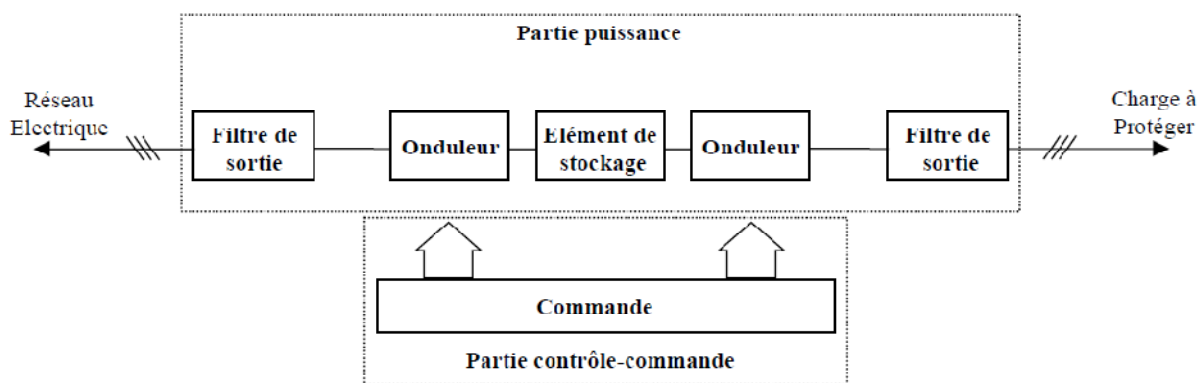 Partie puissance
Réseau
Electrique
Filtre de
sortie
Onduleur
Elément de
stockage
Onduleur
Filtre de
sortie
Charge à
Protéger
Commande
Partie contrôle-commande